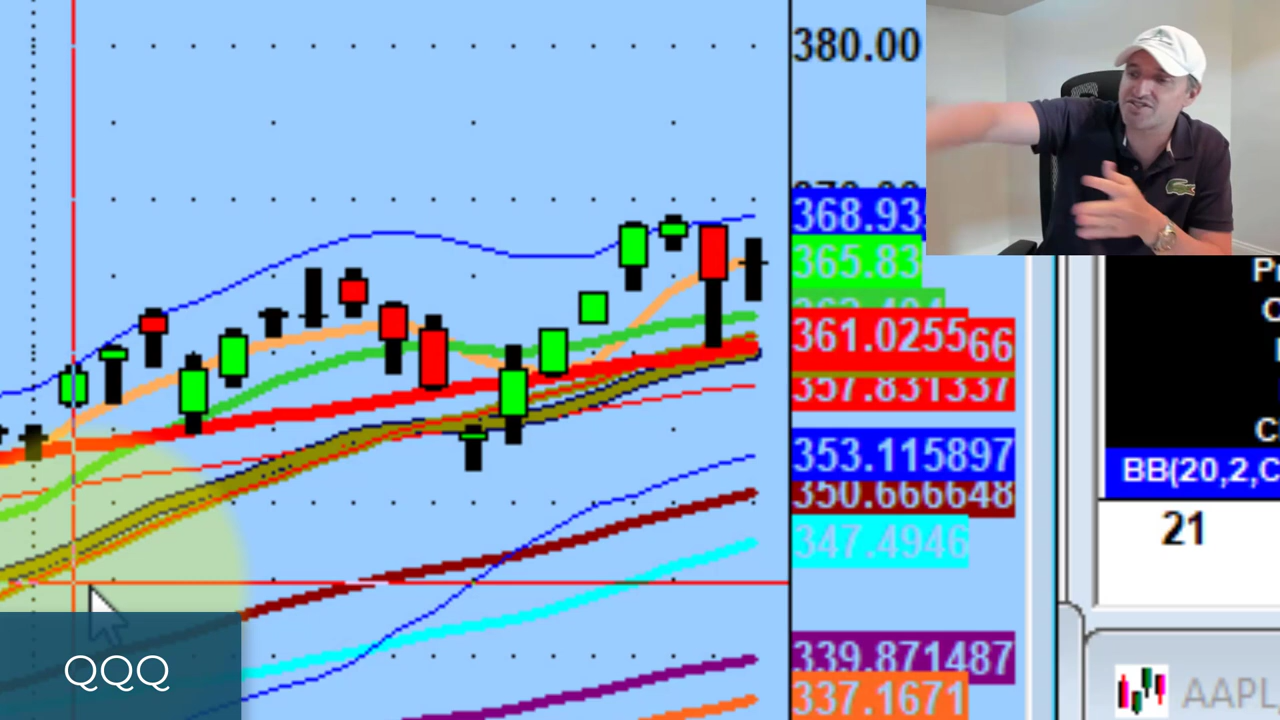 380.00
368.93
365.83
361.0255
66
357.831337
353.115897
350.666648
347.4946
339.871487
337.1671
P
C
C
BB(20,2,C
21
AAPL
QQQ